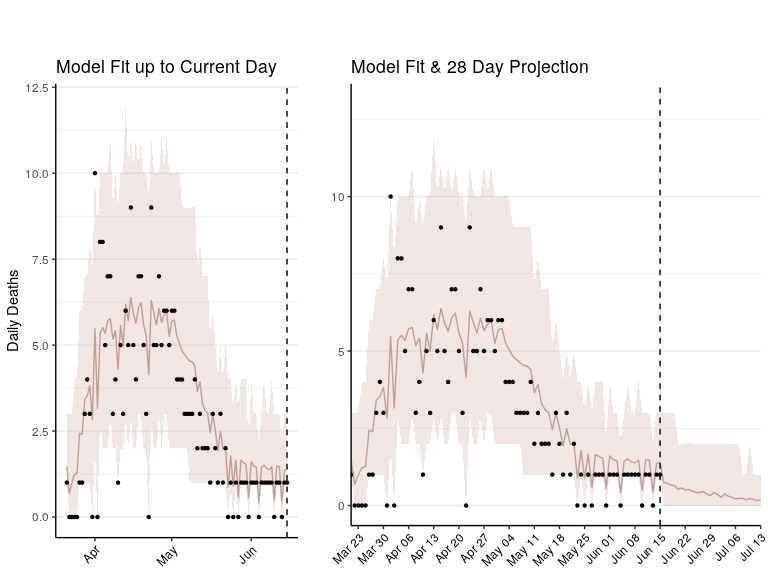 Model Fit up to Current Day
Daily Deaths
12.5
10.0
7.5
5.0
2.5
0.0
Apr
May
Jun
Model Fit & 28 Day Projection
10
5
0
Mar 23
Mar 30
Apr 06
Apr 13
Apr 20
Apr 27
May 04
May 11
May 18
May 25
Jun 01
Jun 08
Jun 15
Jun 22
Jun 29
Jul 06
Jul 13